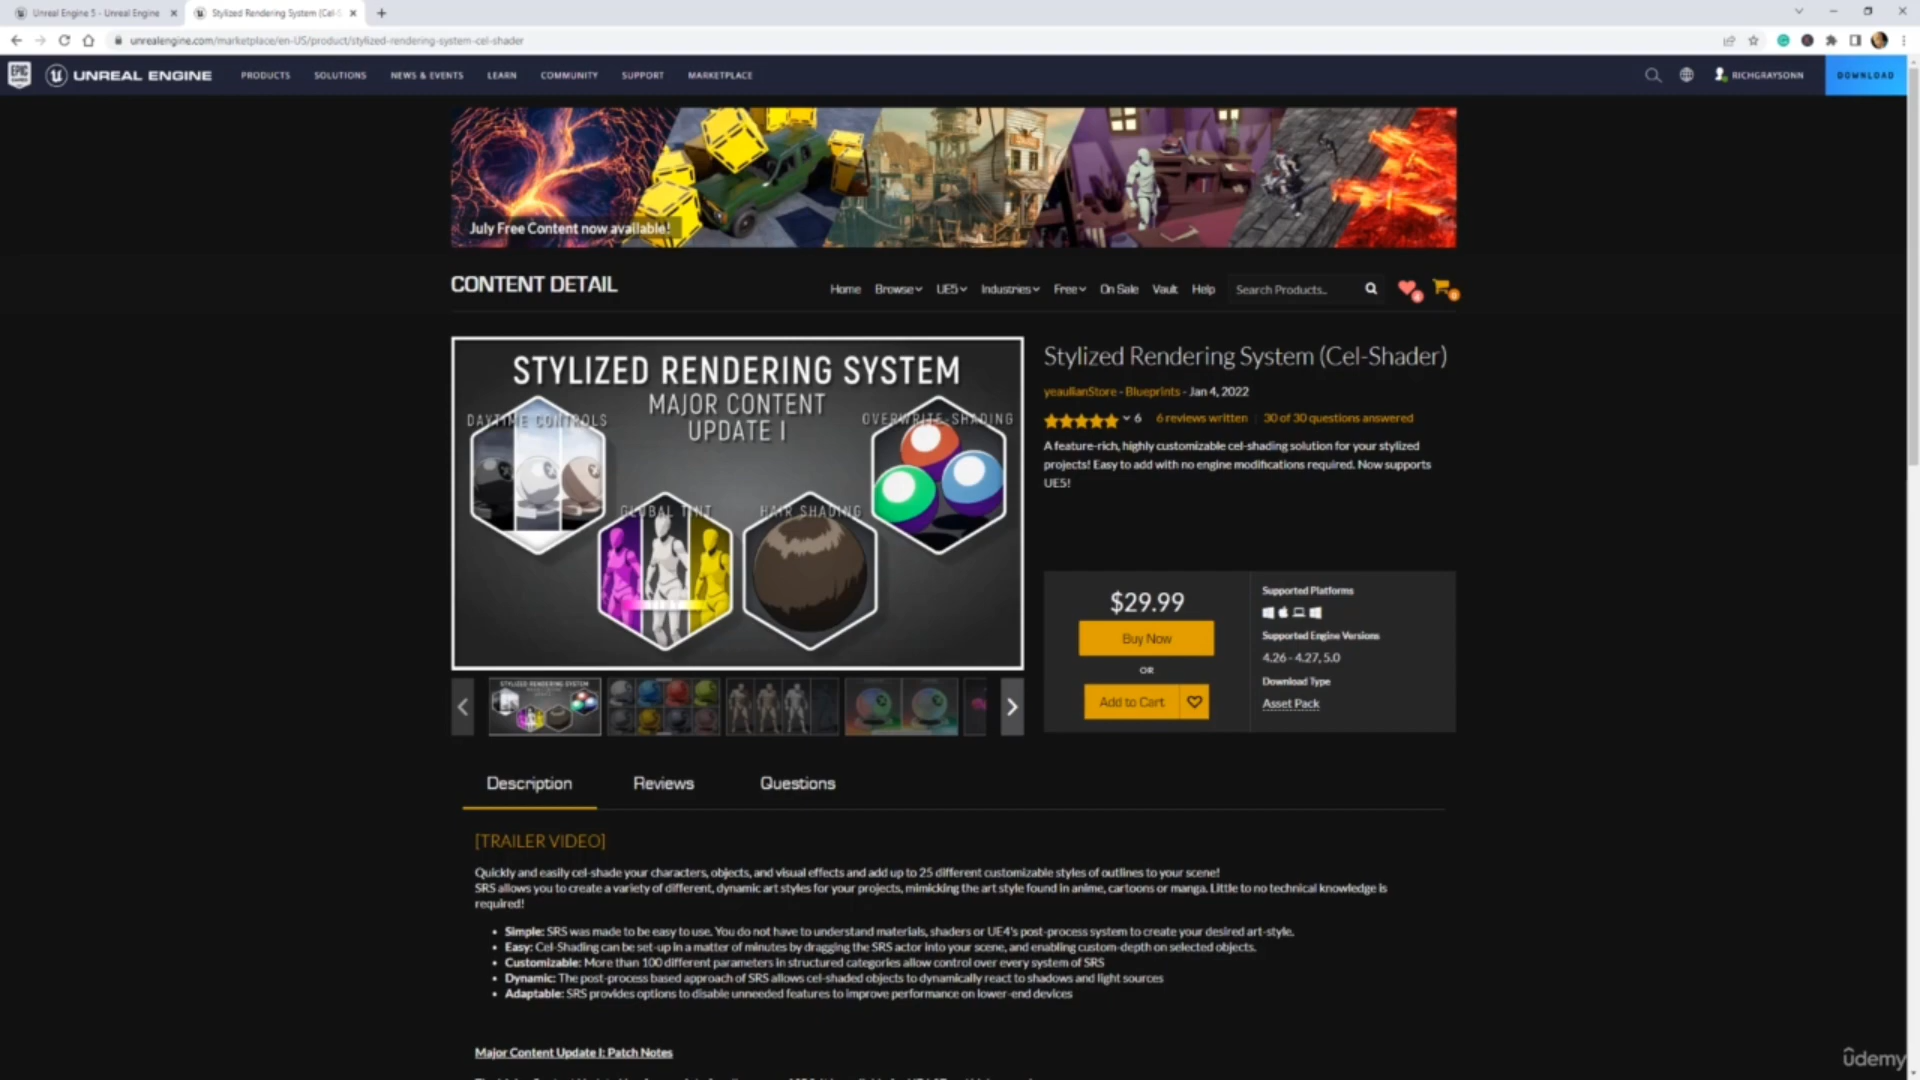 Unreal Engine 5 - Unreal Engine
Stylized Rendering System (Cel-S
unrealengine.com/marketplace/en-US/product/stylized-rendering-system-cel-shader
EPIC GAMES
UNREAL ENGINE
PRODUCTS
SOLUTIONS
NEWS & EVENTS
LEARN
COMMUNITY
SUPPORT
MARKETPLACE
RICHGRAYSONN
DOWNLOAD
July Free Content now available!
CONTENT DETAIL
Home
Browse
UE5
Industries
Free
On Sale
Vault
Help
Search Products...
STYLIZED RENDERING SYSTEM
MAJOR CONTENT
UPDATE I
DAYTIME CONTROLS
OVERWRITE-SHADING
GLOBAL TINT
HAIR SHADING
Stylized Rendering System (Cel-Shader)
yeaulianStore - Blueprints - Jan 4, 2022
6 6 reviews written 30 of 30 questions answered
A feature-rich, highly customizable cel-shading solution for your stylized
projects! Easy to add with no engine modifications required. Now supports
UE5!
$29.99
Buy Now
OR
Add to Cart
Supported Platforms
Supported Engine Versions
4.26 - 4.27, 5.0
Download Type
Asset Pack
STYLIZED RENDERING SYSTEM
Description
Reviews
Questions
[TRAILER VIDEO]
Quickly and easily cel-shade your characters, objects, and visual effects and add up to 25 different customizable styles of outlines to your scene!
SRS allows you to create a variety of different, dynamic art styles for your projects, mimicking the art style found in anime, cartoons or manga. Little to no technical knowledge is
required!
• Simple: SRS was made to be easy to use. You do not have to understand materials, shaders or UE4's post-process system to create your desired art-style.
• Easy: Cel-Shading can be set-up in a matter of minutes by dragging the SRS actor into your scene, and enabling custom-depth on selected objects.
• Customizable: More than 100 different parameters in structured categories allow control over every system of SRS
• Dynamic: The post-process based approach of SRS allows cel-shaded objects to dynamically react to shadows and light sources
• Adaptable: SRS provides options to disable unneeded features to improve performance on lower-end devices
Major Content Update I: Patch Notes
ûdemy